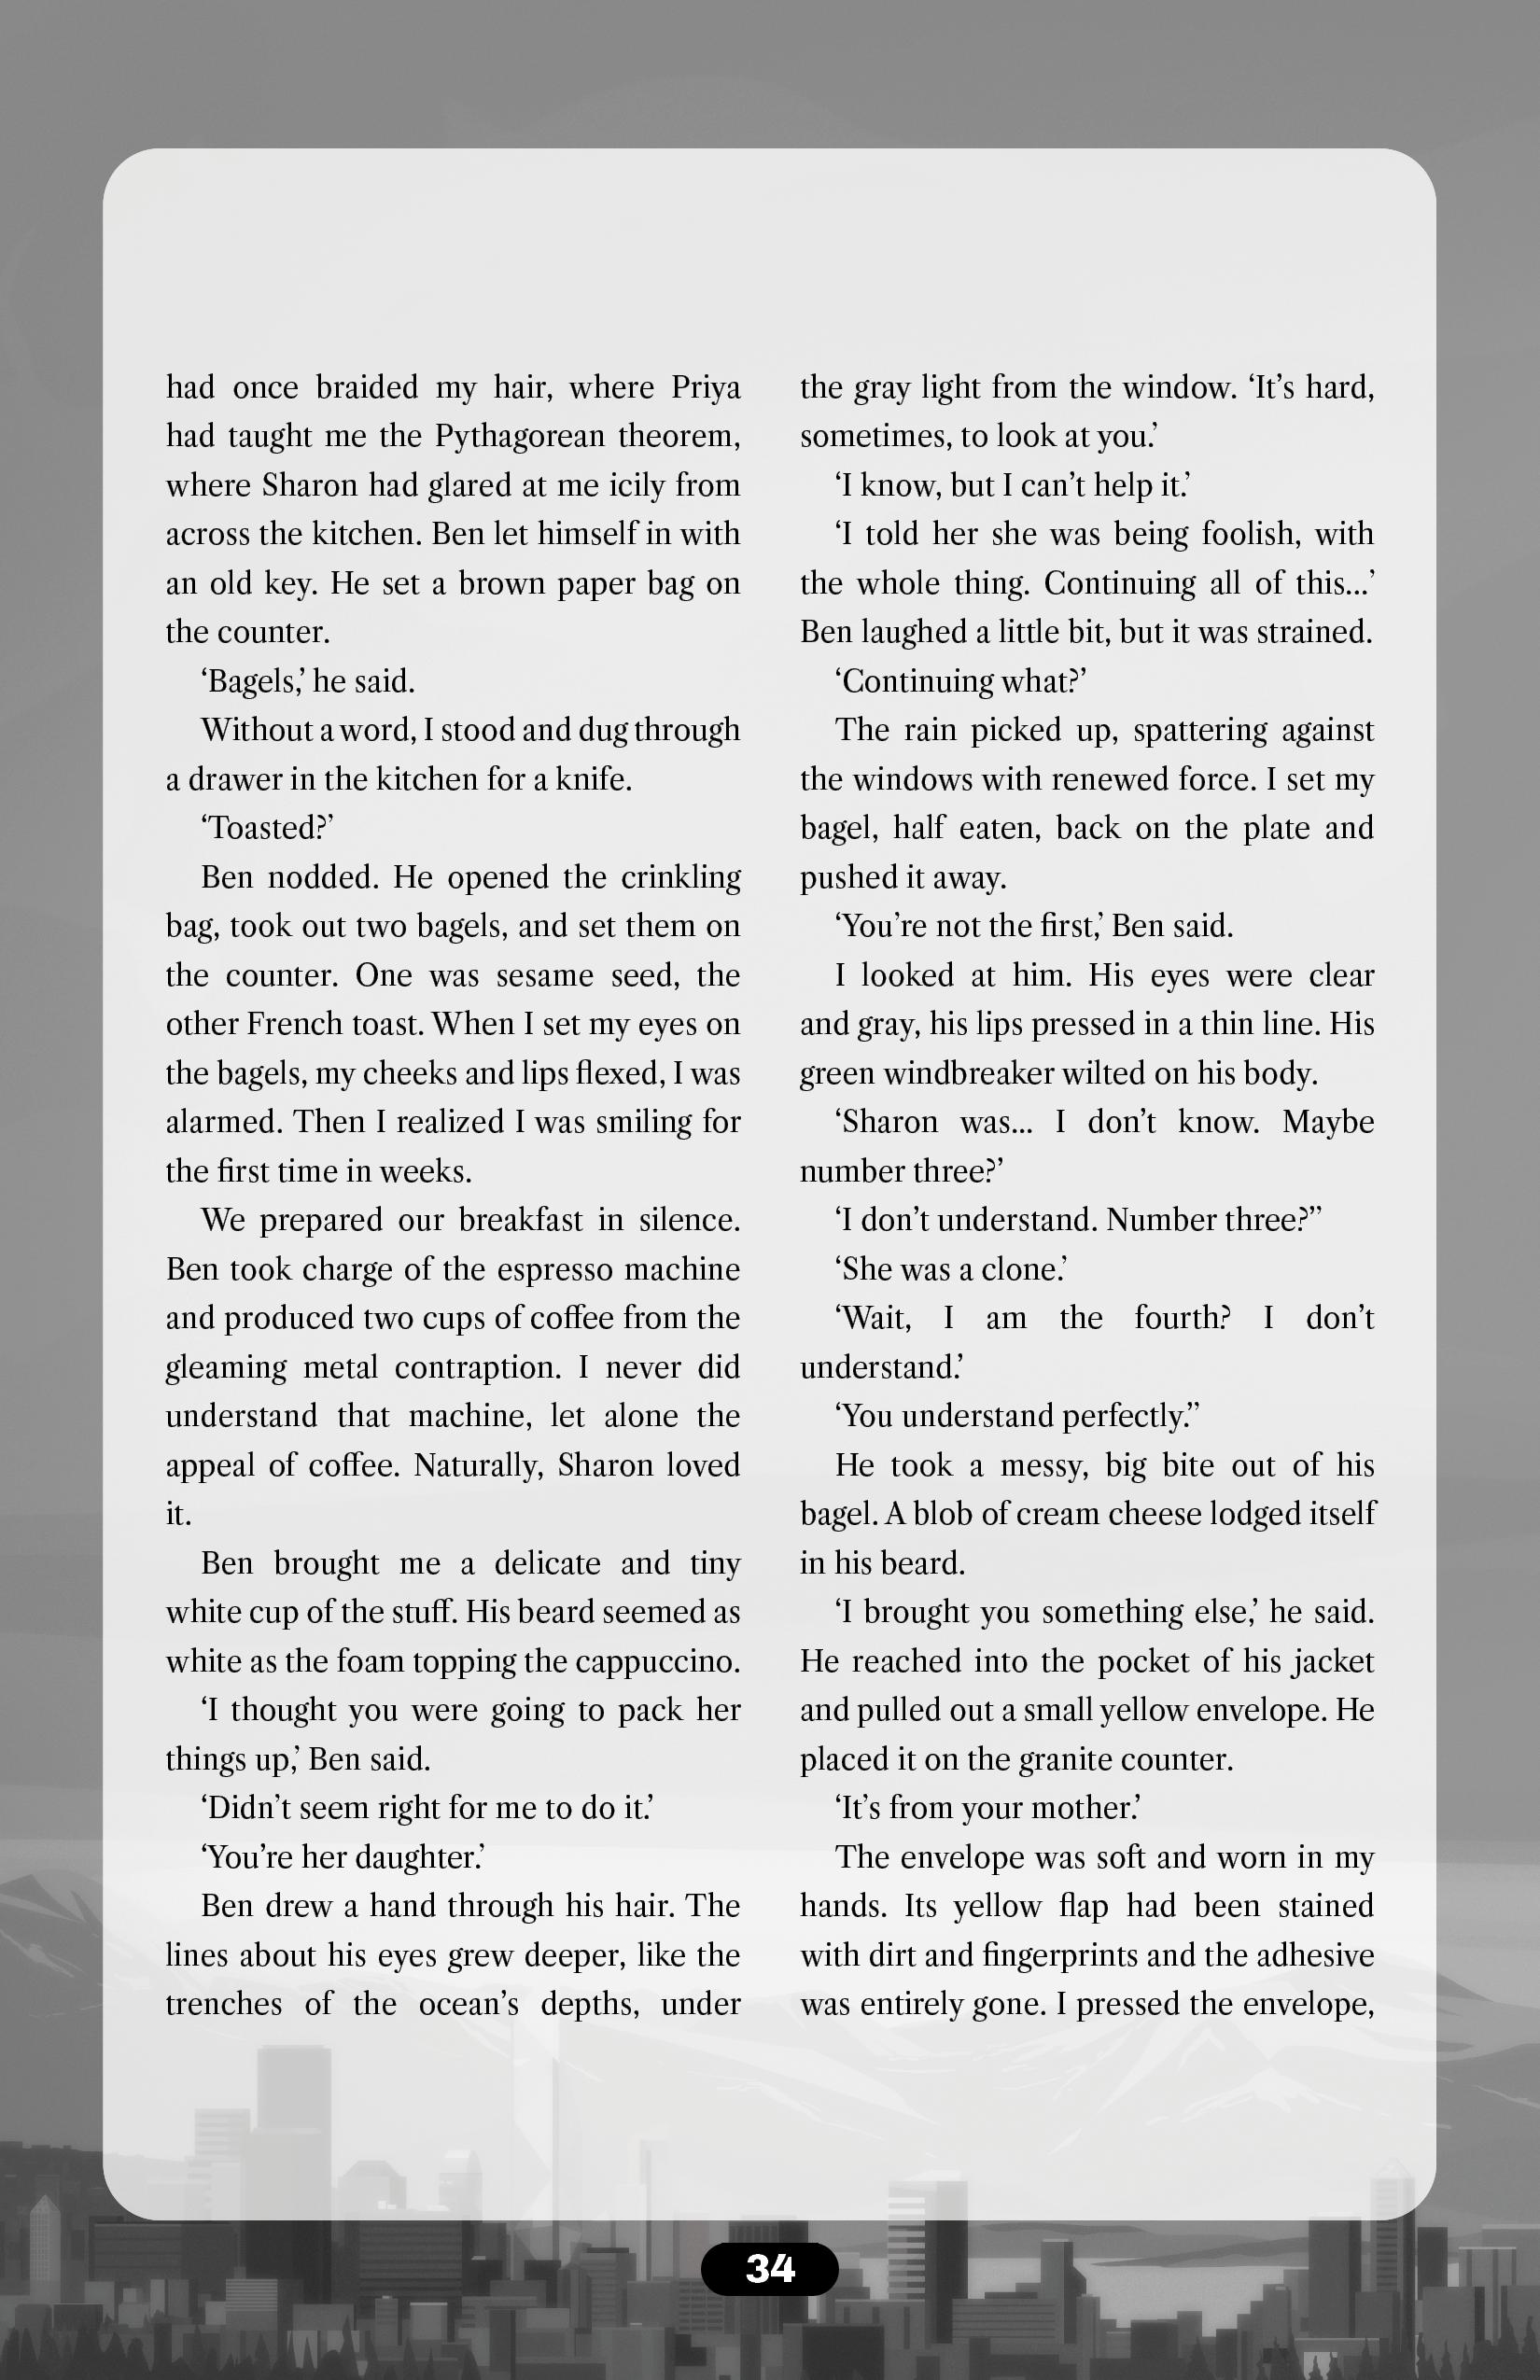 had once braided my hair, where Priya
had taught me the Pythagorean theorem,
where Sharon had glared at me icily from
across the kitchen. Ben let himself in with
an old key. He set a brown paper bag on
the counter.
‘Bagels,’ he said.
Without a word, I stood and dug through
a drawer in the kitchen for a knife.
‘Toasted?’
Ben nodded. He opened the crinkling
bag, took out two bagels, and set them on
the counter. One was sesame seed, the
other French toast. When I set my eyes on
the bagels, my cheeks and lips flexed, I was
alarmed. Then I realized I was smiling for
the first time in weeks.
We prepared our breakfast in silence.
Ben took charge of the espresso machine
and produced two cups of coffee from the
gleaming metal contraption. I never did
understand that machine, let alone the
appeal of coffee. Naturally, Sharon loved
it.
Ben brought me a delicate and tiny
white cup of the stuff. His beard seemed as
white as the foam topping the cappuccino.
‘I thought you were going to pack her
things up,’ Ben said.
‘Didn’t seem right for me to do it.’
‘You’re her daughter.’
Ben drew a hand through his hair. The
lines about his eyes grew deeper, like the
trenches of the ocean’s depths, under
the gray light from the window. ‘It’s hard,
sometimes, to look at you.’
‘I know, but I can’t help it.’
‘I told her she was being foolish, with
the whole thing. Continuing all of this...’
Ben laughed a little bit, but it was strained.
‘Continuing what?’
The rain picked up, spattering against
the windows with renewed force. I set my
bagel, half eaten, back on the plate and
pushed it away.
‘You’re not the first,’ Ben said.
I looked at him. His eyes were clear
and gray, his lips pressed in a thin line. His
green windbreaker wilted on his body.
‘Sharon was... I don’t know. Maybe
number three?’
‘I don’t understand. Number three?”
‘She was a clone.’
‘Wait, I am the fourth? I don’t
understand.’
‘You understand perfectly.”
He took a messy, big bite out of his
bagel. A blob of cream cheese lodged itself
in his beard.
‘I brought you something else,’ he said.
He reached into the pocket of his jacket
and pulled out a small yellow envelope. He
placed it on the granite counter.
‘It’s from your mother.’
The envelope was soft and worn in my
hands. Its yellow flap had been stained
with dirt and fingerprints and the adhesive
was entirely gone. I pressed the envelope,
34